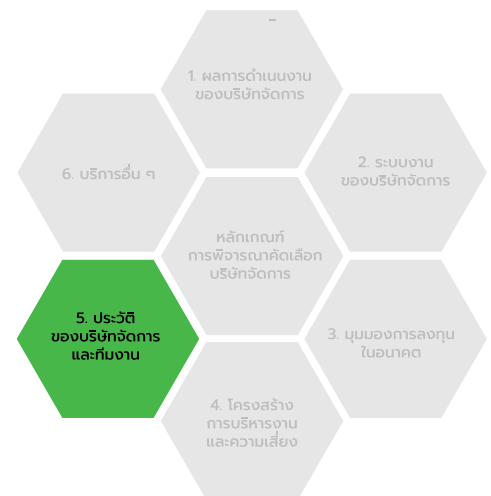 1. ผลการดำเนินงาน
ของบริษัทจัดการ
6. บริการอื่น ๆ
2. ระบบงาน
ของบริษัทจัดการ
หลักเกณฑ์
การพิจารณาคัดเลือก
บริษัทจัดการ
5. ประวัติ
ของบริษัทจัดการ
และทีมงาน
3. มุมมองการลงทุน
ในอนาคต
4. โครงสร้าง
การบริหารงาน
และความเสี่ยง